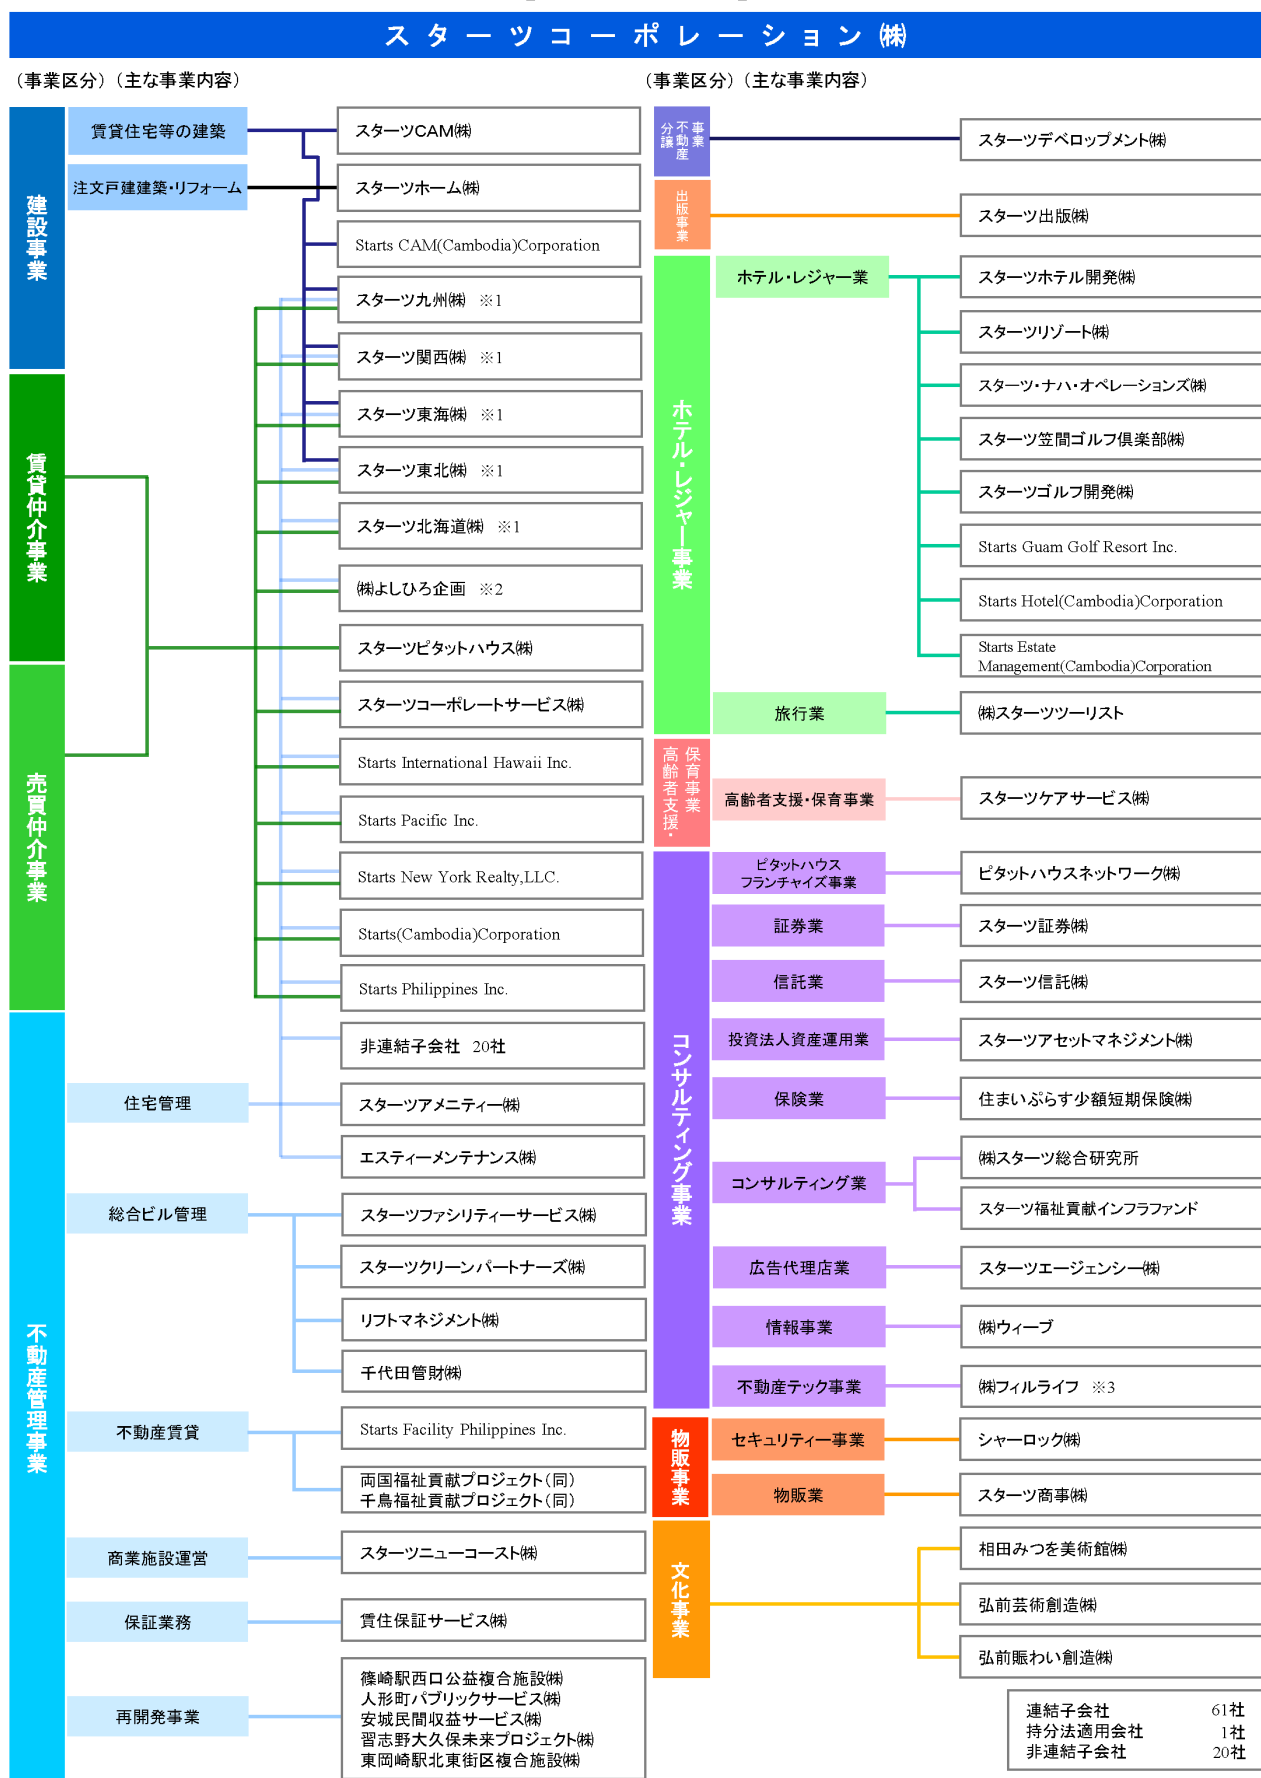 スターツコーポレーション㈱
(事業区分)(主な事業内容)
建設事業
賃貸住宅等の建築
注文戸建建築・リフォーム
スターツCAM㈱
スターツホーム㈱
Starts CAM(Cambodia)Corporation
スターツ九州㈱ ※1
スターツ関西㈱ ※1
スターツ東海㈱ ※1
スターツ東北㈱ ※1
スターツ北海道㈱ ※1
㈱よしひろ企画 ※2
スターツピタットハウス㈱
スターツコーポレートサービス㈱
Starts International Hawaii Inc.
Starts Pacific Inc.
Starts New York Realty,LLC.
Starts(Cambodia)Corporation
Starts Philippines Inc.
非連結子会社 20社
賃貸仲介事業
売買仲介事業
不動産管理事業
住宅管理
スターツアメニティー㈱
エスティーメンテナンス㈱
総合ビル管理
スターツファシリティーサービス㈱
スターツクリーンパートナーズ㈱
リフトマネジメント㈱
千代田管財㈱
不動産賃貸
Starts Facility Philippines Inc.
両国福祉貢献プロジェクト(同)
千鳥福祉貢献プロジェクト(同)
商業施設運営
スターツニューコースト㈱
保証業務
賃住保証サービス㈱
再開発事業
篠崎駅西口公益複合施設㈱
人形町パブリックサービス㈱
安城民間収益サービス㈱
習志野大久保未来プロジェクト㈱
東岡崎駅北東街区複合施設㈱
(事業区分)(主な事業内容)
事業
不動産
分譲
スターツデベロップメント㈱
出版事業
スターツ出版㈱
ホテル・レジャー事業
ホテル・レジャー業
スターツホテル開発㈱
スターツリゾート㈱
スターツ・ナハ・オペレーションズ㈱
スターツ笠間ゴルフ倶楽部㈱
スターツゴルフ開発㈱
Starts Guam Golf Resort Inc.
Starts Hotel(Cambodia)Corporation
Starts Estate
Management(Cambodia)Corporation
旅行業
㈱スターツツーリスト
保育事業
高齢者支援・
高齢者支援・保育事業
スターツケアサービス㈱
コンサルティング事業
ピタットハウス
フランチャイズ事業
ピタットハウスネットワーク㈱
証券業
スターツ証券㈱
信託業
スターツ信託㈱
投資法人資産運用業
スターツアセットマネジメント㈱
保険業
住まいぷらす少額短期保険㈱
コンサルティング業
㈱スターツ総合研究所
スターツ福祉貢献インフラファンド
広告代理店業
スターツエージェンシー㈱
情報事業
㈱ウィーブ
不動産テック事業
㈱フィルライフ ※3
物販事業
セキュリティー事業
シャーロック㈱
物販業
スターツ商事㈱
文化事業
相田みつを美術館㈱
弘前芸術創造㈱
弘前賑わい創造㈱
連結子会社 61社
持分法適用会社 1社
非連結子会社 20社